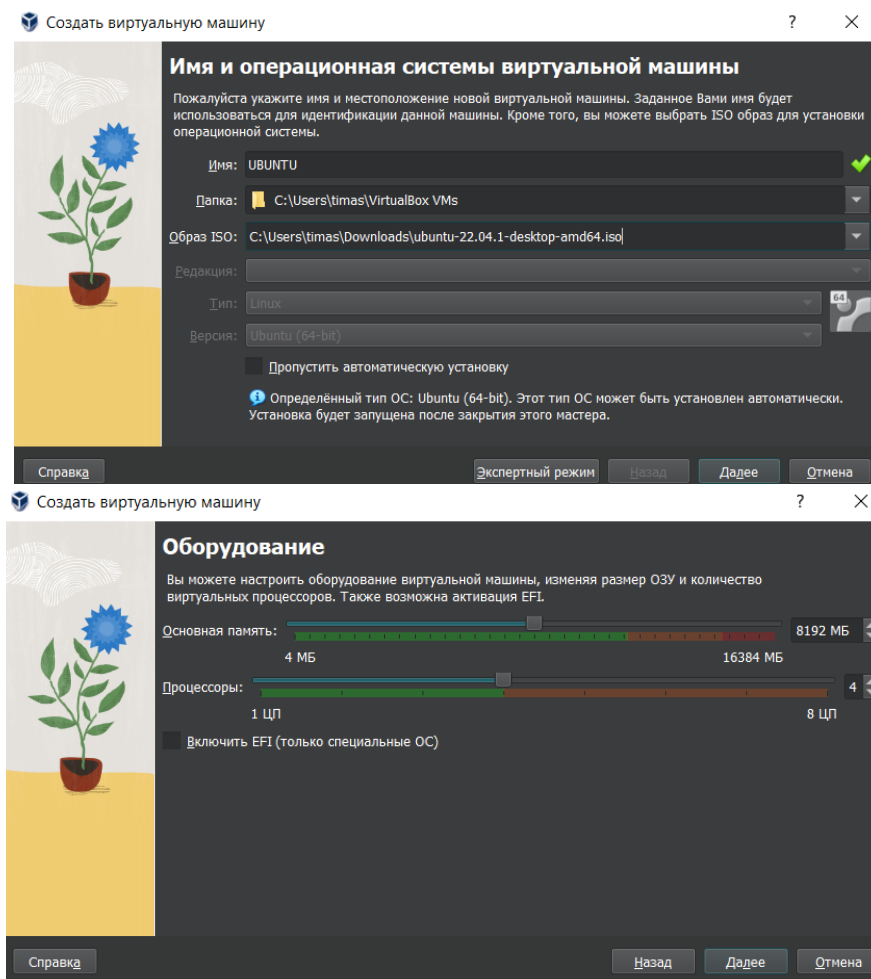 Создать виртуальную машину
?
Имя и операционная системы виртуальной машины
Пожалуйста укажите имя и местоположение новой виртуальной машины. Заданное Вами имя будет
использоваться для идентификации данной машины. Кроме того, вы можете выбрать ISO образ для установки
операционной системы.
Имя: UBUNTU
Папка: C:\Users\timas\VirtualBox VMs
Образ ISO: C:\Users\timas\Downloads\ubuntu-22.04.1-desktop-amd64.iso
Редакция:
Тип: Linux
64
Версия: Ubuntu (64-bit)
Пропустить автоматическую установку
Определённый тип ОС: Ubuntu (64-bit). Этот тип ОС может быть установлен автоматически.
Установка будет запущена после закрытия этого мастера.
Справка Экспертный режим Назад Далее Отмена
Создать виртуальную машину
?
Оборудование
Вы можете настроить оборудование виртуальной машины, изменяя размер ОЗУ и количество
виртуальных процессоров. Также возможна активация EFI.
Основная память: 8192 МБ
4 МБ 16384 МБ
Процессоры: 4
1 ЦП 8 ЦП
Включить EFI (только специальные ОС)
Справка Назад Далее Отмена